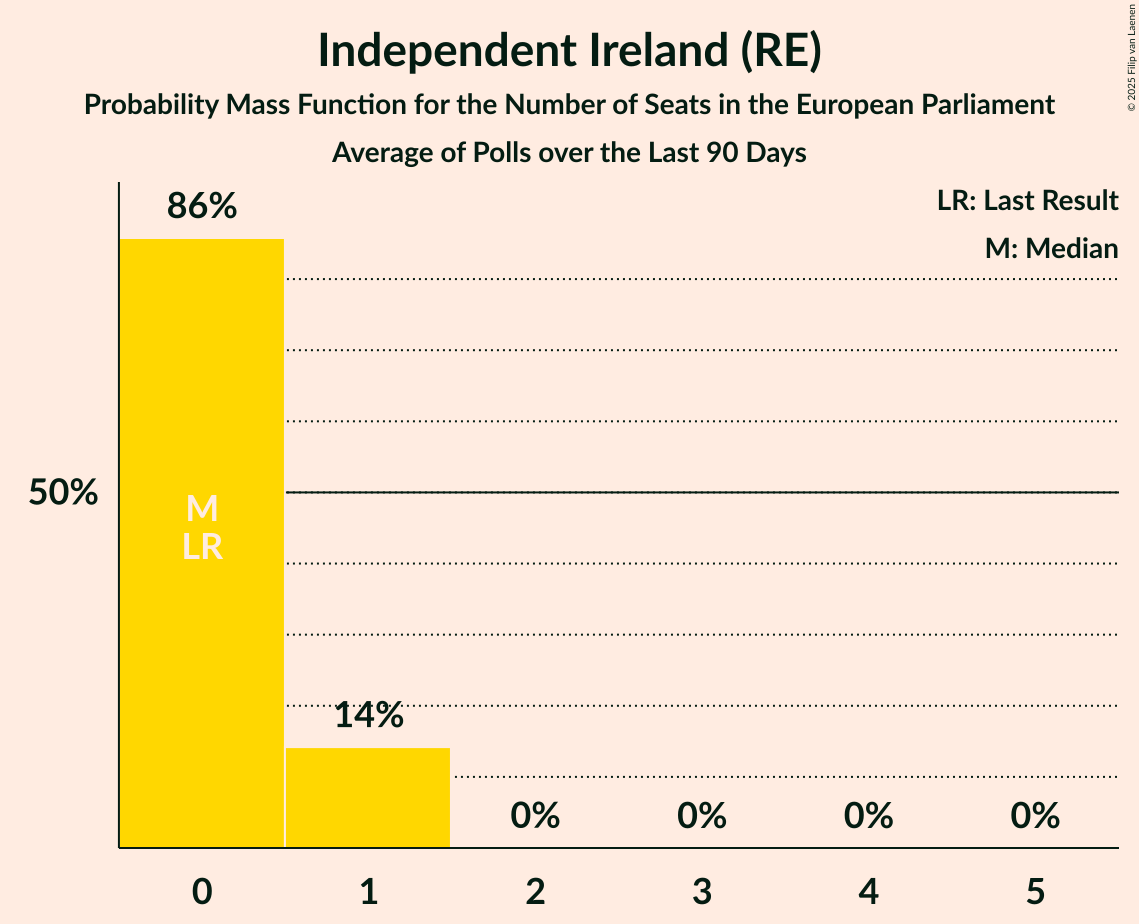 Independent Ireland (RE)
Probability Mass Function for the Number of Seats in the European Parliament
Average of Polls over the Last 90 Days
© 2025 Filip van Laenen
LR: Last Result
M: Median
86%
50%
M
LR
14%
0%
0%
0%
0%
0
1
2
3
4
5